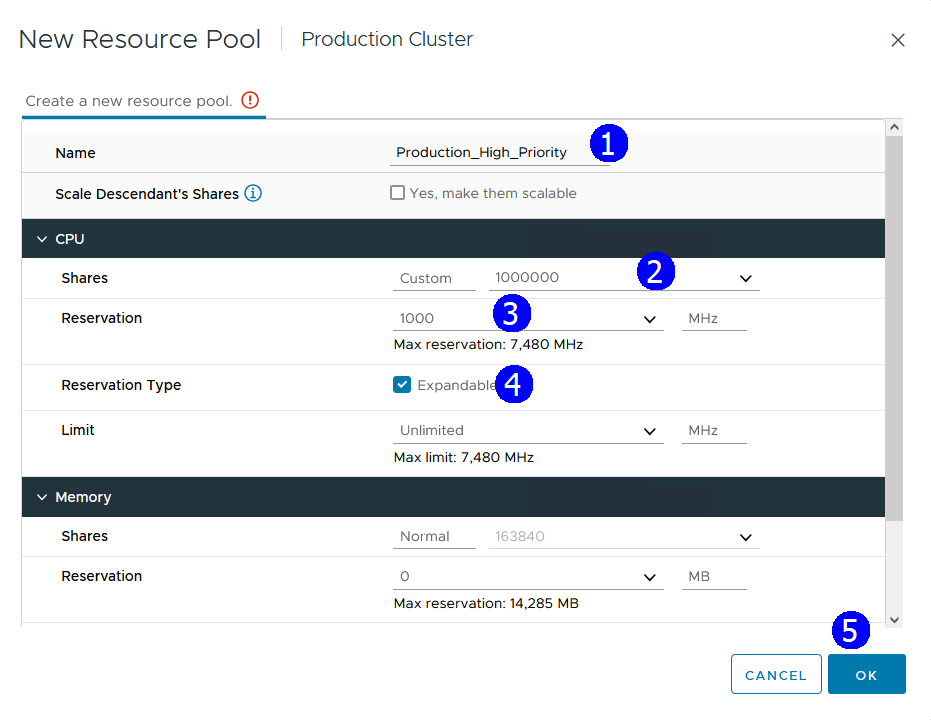 New Resource Pool Production Cluster
Create a new resource pool.
Name Production_High_Priority 1
Scale Descendant's Shares Yes, make them scalable
CPU
Shares Custom 1000000 2
Reservation 1000 3 MHz
Max reservation: 7,480 MHz
Reservation Type Expandable 4
Limit Unlimited MHz
Max limit: 7,480 MHz
Memory
Shares Normal 163840
Reservation 0 MB
Max reservation: 14,285 MB
5
CANCEL OK